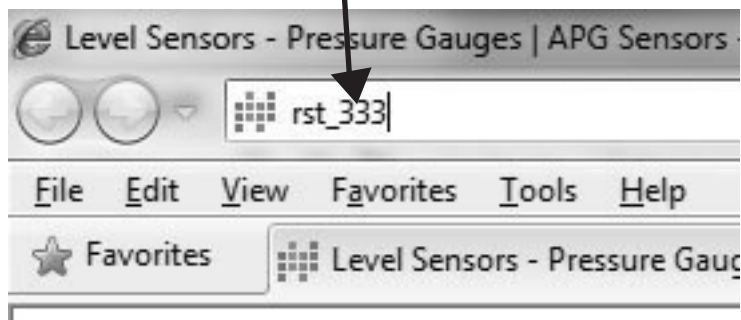 Level Sensors - Pressure Gauges | APG Sensors -
rst_333
File Edit View Favorites Tools Help
Favorites Level Sensors - Pressure Gaug